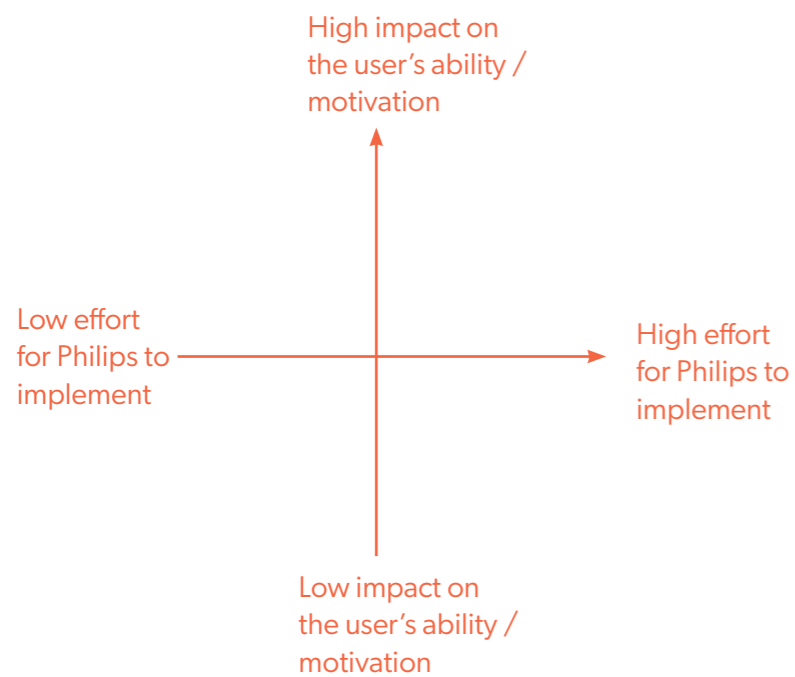 High impact on
the user’s ability /
motivation
Low effort
for Philips to
implement
High effort
for Philips to
implement
Low impact on
the user’s ability /
motivation